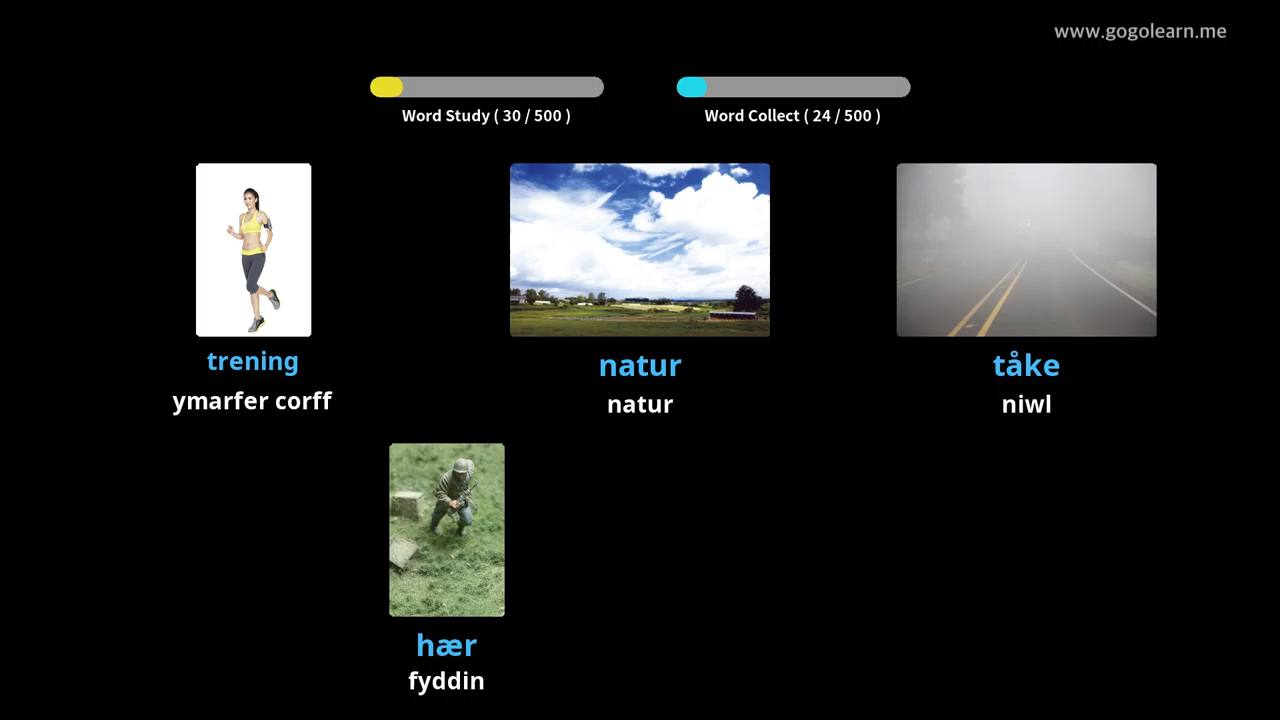 www.gogolearn.me
Word Study ( 30 / 500 )
Word Collect ( 24 / 500 )
trening
ymarfer corff
natur
natur
tåke
niwl
hær
fyddin